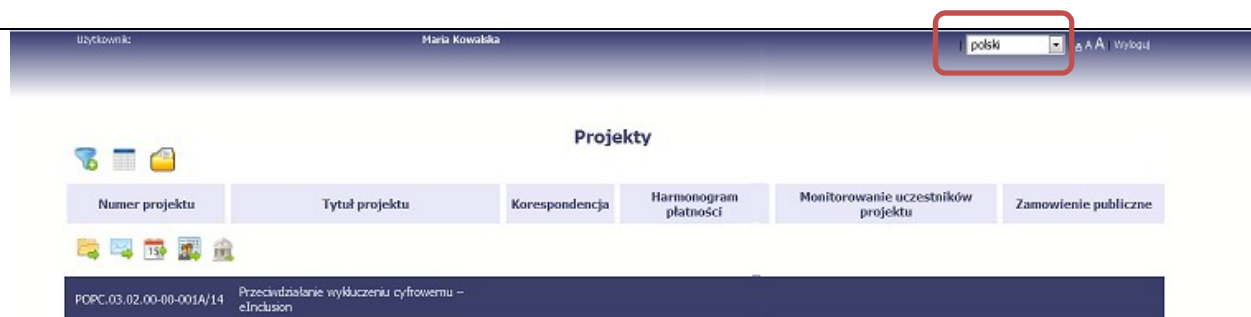 Użytkownik: Maria Kowalska | polski | A A A | Wyloguj
Projekty
Numer projektu Tytuł projektu Korespondencja Harmonogram płatności Monitorowanie uczestników projektu Zamowienie publiczne
15
POPC.03.02.00-00-001A/14 Przeciwdziałanie wykluczeniu cyfrowemu –
eInclusion